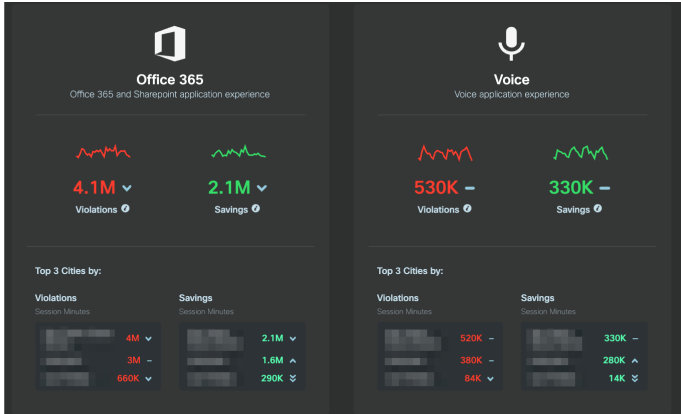 Office 365
Office 365 and Sharepoint application experience
4.1M
Violations
2.1M
Savings
Top 3 Cities by:
Violations
Session Minutes
4M
3M
660K
Savings
Session Minutes
2.1M
1.6M
290K
Voice
Voice application experience
530K
Violations
330K
Savings
Top 3 Cities by:
Violations
Session Minutes
520K
380K
84K
Savings
Session Minutes
330K
280K
14K